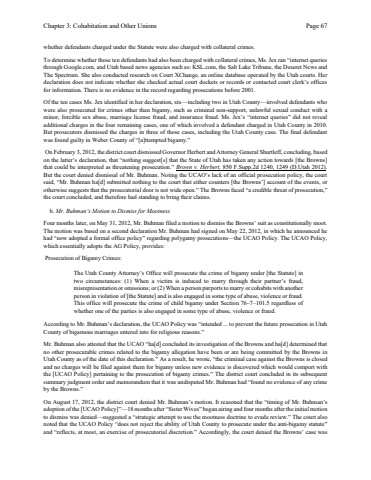 Chapter 3: Cohabitation and Other Unions Page 67
whether defendants charged under the Statute were also charged with collateral crimes.
To determine whether those ten defendants had also been charged with collateral crimes, Ms. Jex ran "internet queries
through Google.com, and Utah based news agencies such as: KSL.com, the Salt Lake Tribune, the Deseret News and
The Spectrum. She also conducted research on Court XChange, an online database operated by the Utah courts. Her
declaration does not indicate whether she checked actual court dockets or records or contacted court clerk's offices
for information. There is no evidence in the record regarding prosecutions before 2001.
Of the ten cases Ms. Jex identified in her declaration, six—including two in Utah County—involved defendants who
were also prosecuted for crimes other than bigamy, such as criminal non-support, unlawful sexual conduct with a
minor, forcible sex abuse, marriage license fraud, and insurance fraud. Ms. Jex's "internet queries" did not reveal
additional charges in the four remaining cases, one of which involved a defendant charged in Utah County in 2010.
But prosecutors dismissed the charges in three of those cases, including the Utah County case. The final defendant
was found guilty in Weber County of "[a]ttempted bigamy."
On February 3, 2012, the district court dismissed Governor Herbert and Attorney General Shurtleff, concluding, based
on the latter's declaration, that "nothing suggest[s] that the State of Utah has taken any action towards [the Browns]
that could be interpreted as threatening prosecution." Brown v. Herbert, 850 F.Supp.2d 1240, 1249 (D.Utah 2012).
But the court denied dismissal of Mr. Buhman. Noting the UCAO's lack of an official prosecution policy, the court
said, "Mr. Buhman ha[d] submitted nothing to the court that either counters [the Browns'] account of the events, or
otherwise suggests that the prosecutorial door is not wide open." The Browns faced "a credible threat of prosecution,"
the court concluded, and therefore had standing to bring their claims.
b. Mr. Buhman's Motion to Dismiss for Mootness
Four months later, on May 31, 2012, Mr. Buhman filed a motion to dismiss the Browns' suit as constitutionally moot.
The motion was based on a second declaration Mr. Buhman had signed on May 22, 2012, in which he announced he
had "now adopted a formal office policy" regarding polygamy prosecutions—the UCAO Policy. The UCAO Policy,
which essentially adopts the AG Policy, provides:
Prosecution of Bigamy Crimes:
The Utah County Attorney's Office will prosecute the crime of bigamy under [the Statute] in
two circumstances: (1) When a victim is induced to marry through their partner's fraud,
misrepresentation or omissions; or (2) When a person purports to marry or cohabits with another
person in violation of [the Statute] and is also engaged in some type of abuse, violence or fraud.
This office will prosecute the crime of child bigamy under Section 76–7–101.5 regardless of
whether one of the parties is also engaged in some type of abuse, violence or fraud.
According to Mr. Buhman's declaration, the UCAO Policy was "intended ... to prevent the future prosecution in Utah
County of bigamous marriages entered into for religious reasons."
Mr. Buhman also attested that the UCAO "ha[d] concluded its investigation of the Browns and ha[d] determined that
no other prosecutable crimes related to the bigamy allegation have been or are being committed by the Browns in
Utah County as of the date of this declaration." As a result, he wrote, "the criminal case against the Browns is closed
and no charges will be filed against them for bigamy unless new evidence is discovered which would comport with
the [UCAO Policy] pertaining to the prosecution of bigamy crimes." The district court concluded in its subsequent
summary judgment order and memorandum that it was undisputed Mr. Buhman had "found no evidence of any crime
by the Browns."
On August 17, 2012, the district court denied Mr. Buhman's motion. It reasoned that the "timing of Mr. Buhman's
adoption of the [UCAO Policy]"—18 months after "Sister Wives" began airing and four months after the initial motion
to dismiss was denied—suggested a "strategic attempt to use the mootness doctrine to evade review." The court also
noted that the UCAO Policy "does not reject the ability of Utah County to prosecute under the anti-bigamy statute"
and "reflects, at most, an exercise of prosecutorial discretion." Accordingly, the court denied the Browns' case was